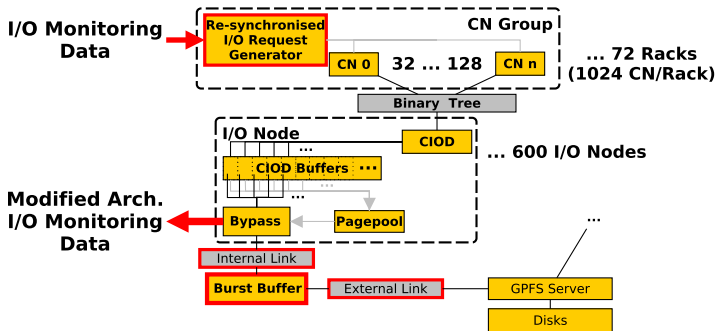 I/O Monitoring
Data
Re-synchronised
I/O Request
Generator
CN Group
CN 0
32 ... 128
CN n
... 72 Racks
(1024 CN/Rack)
Binary Tree
I/O Node
CIOD
... 600 I/O Nodes
...
CIOD Buffers ...
...
...
Modified Arch.
I/O Monitoring
Data
Bypass
Pagepool
...
Internal Link
Burst Buffer
External Link
GPFS Server
Disks